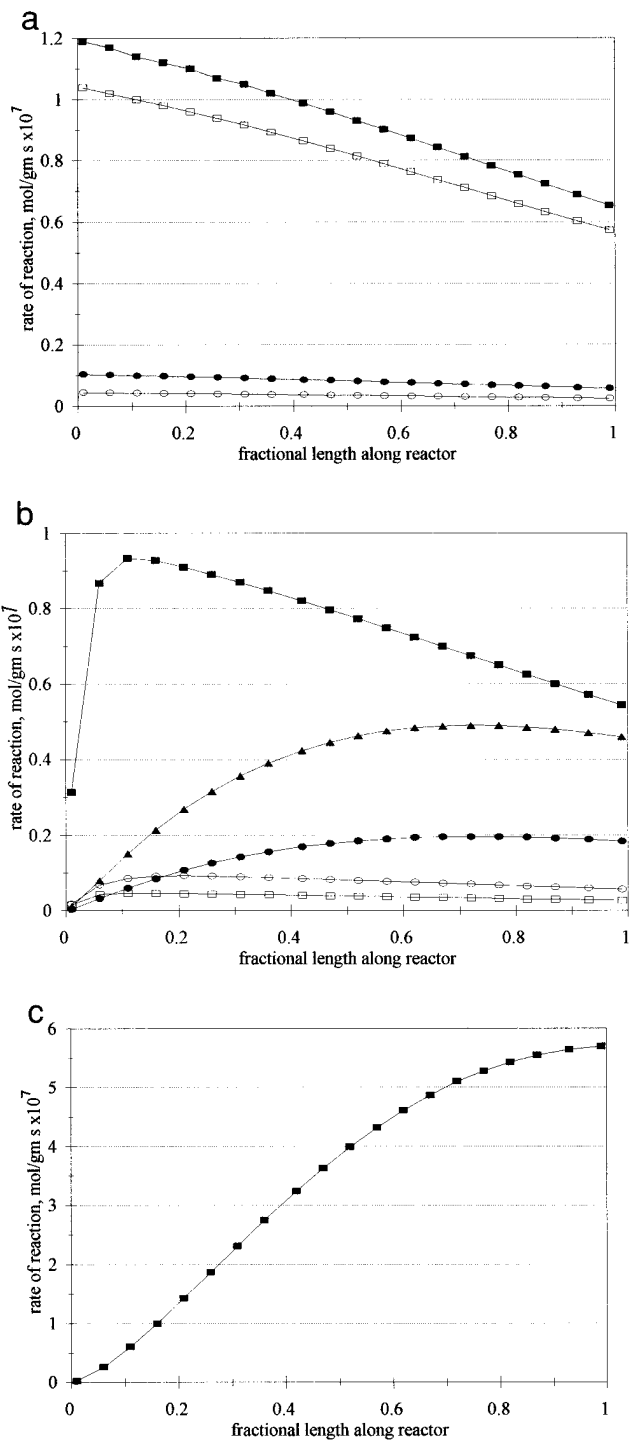 a
1.2
1
0.8
0.6
0.4
0.2
0
0 0.2 0.4 0.6 0.8 1
rate of reaction, mol/gm s x10⁷
fractional length along reactor
b
1
0.8
0.6
0.4
0.2
0
0 0.2 0.4 0.6 0.8 1
rate of reaction, mol/gm s x10⁷
fractional length along reactor
c
6
5
4
3
2
1
0
0 0.2 0.4 0.6 0.8 1
rate of reaction, mol/gm s x10⁷
fractional length along reactor